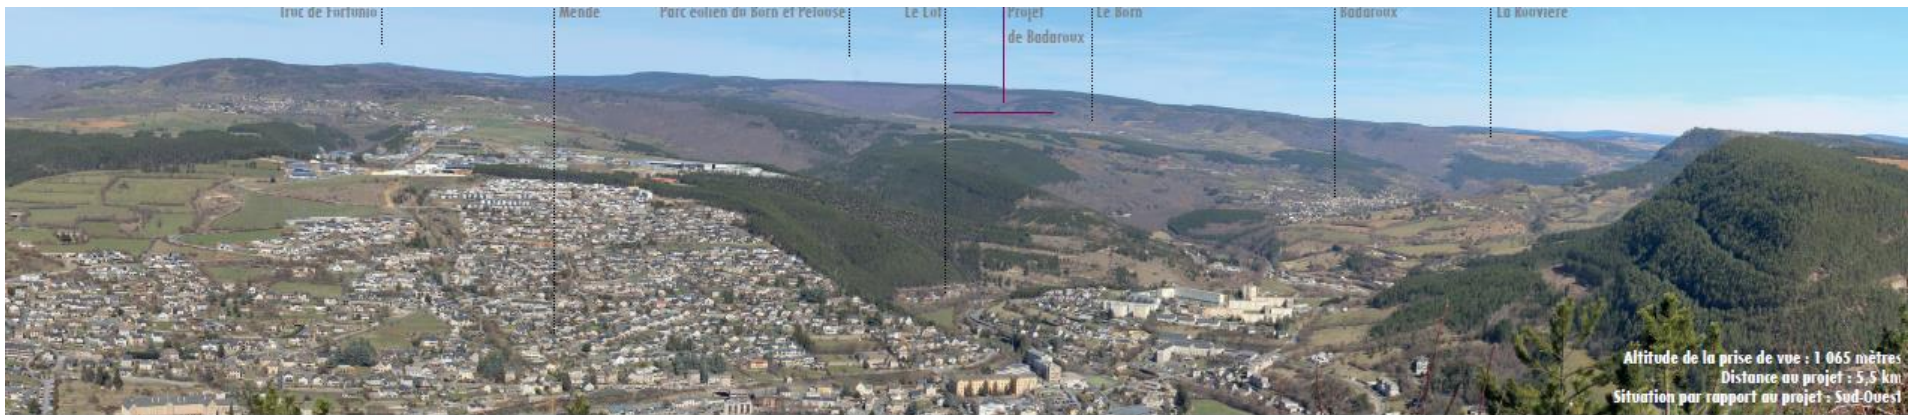 Truc de Fortunio
Mende
Parc éolien du Born et Pelouse
Le Lot
Projet
de Badaroux
Le Born
Badaroux
La Rouvière
Altitude de la prise de vue : 1 065 mètres
Distance au projet : 5,5 km
Situation par rapport au projet : Sud-Ouest